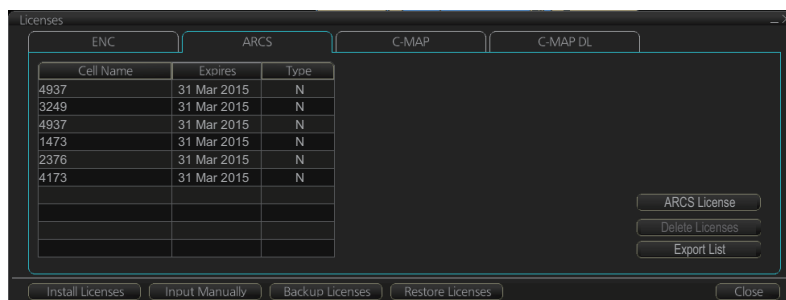 Licenses
ENC ARCS C-MAP C-MAP DL
Cell Name Expires Type
4937 31 Mar 2015 N
3249 31 Mar 2015 N
4937 31 Mar 2015 N
1473 31 Mar 2015 N
2376 31 Mar 2015 N
4173 31 Mar 2015 N
ARCS License
Delete Licenses
Export List
Install Licenses Input Manually Backup Licenses Restore Licenses Close